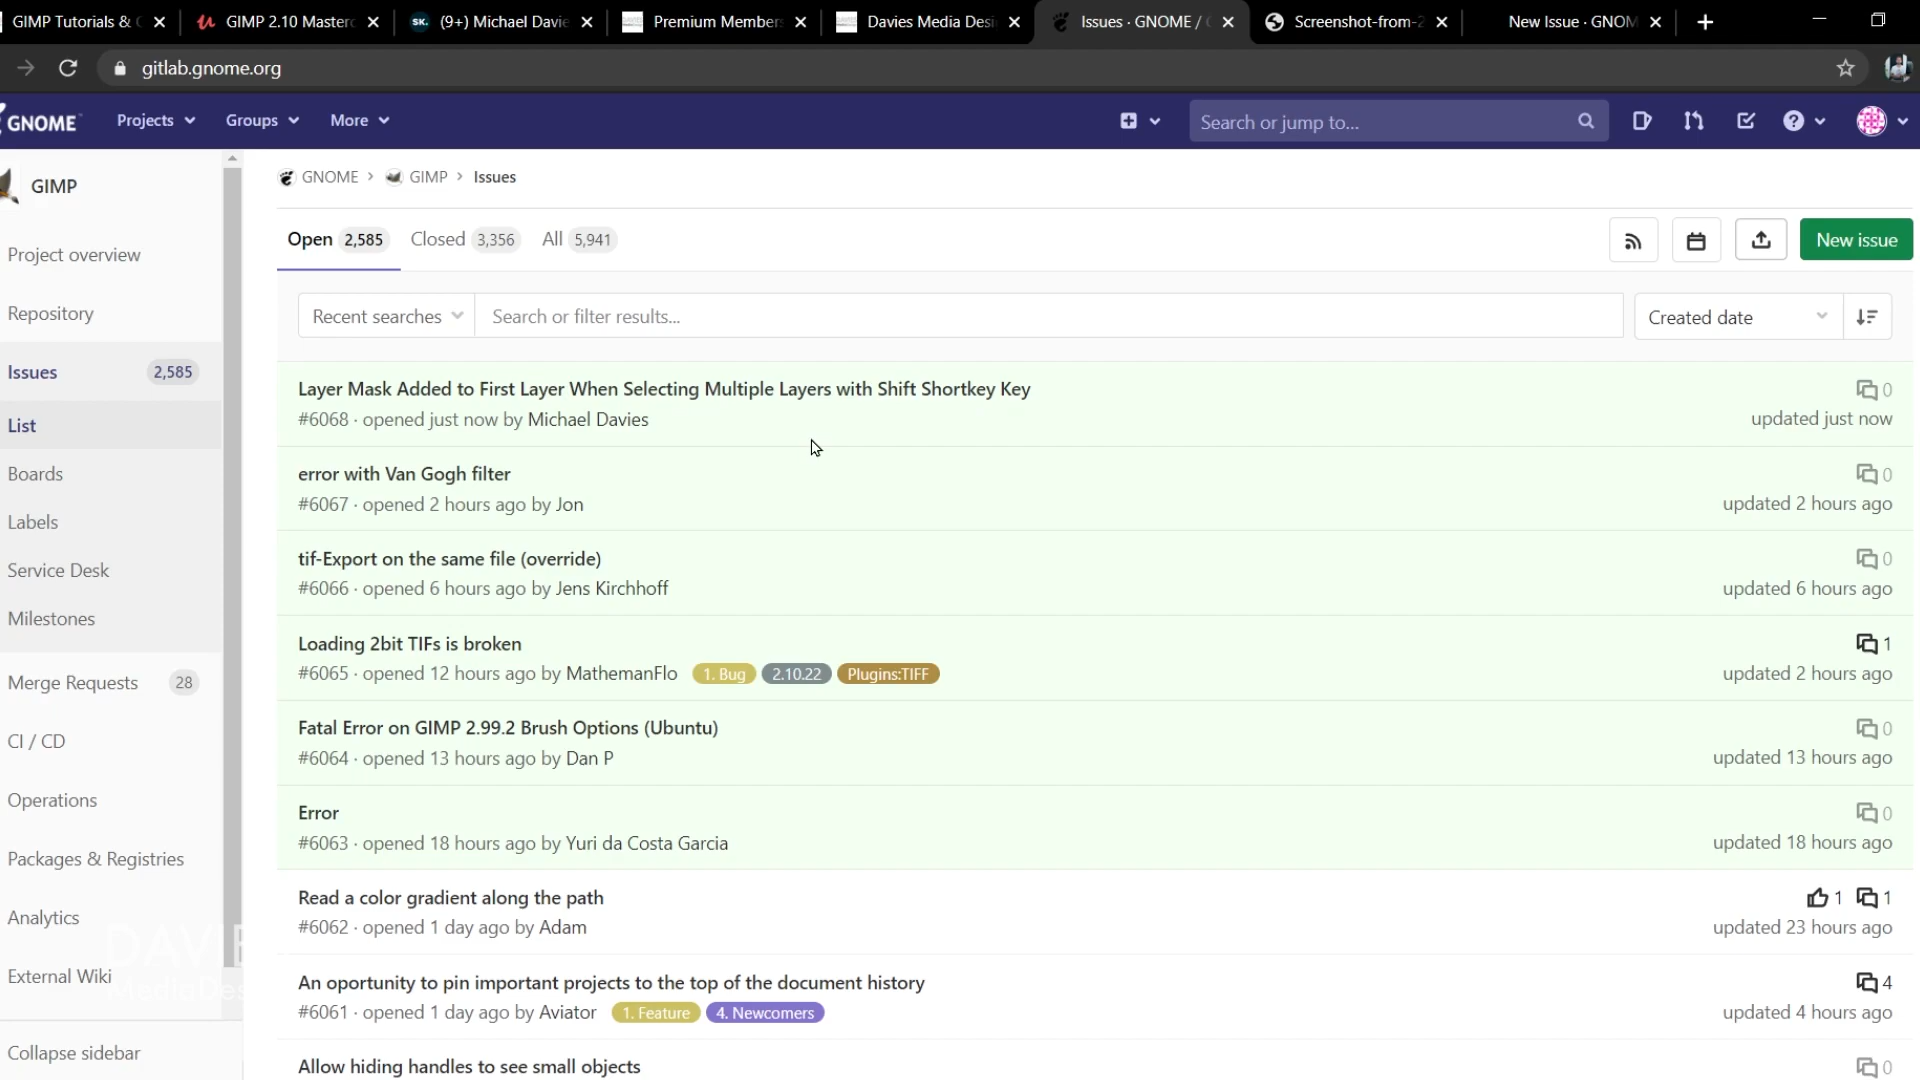 GIMP Tutorials &
GIMP 2.10 Masterc
SK. (9+) Michael Davie
Premium Members
Davies Media Desi
Issues · GNOME /
Screenshot-from-2
New Issue · GNOM
gitlab.gnome.org
GNOME Projects Groups More Search or jump to...
GIMP
Project overview
Repository
Issues 2,585
List
Boards
Labels
Service Desk
Milestones
Merge Requests 28
CI / CD
Operations
Packages & Registries
Analytics
External Wiki
Collapse sidebar
GNOME > GIMP > Issues
Open 2,585 Closed 3,356 All 5,941 New issue
Recent searches Search or filter results... Created date
Layer Mask Added to First Layer When Selecting Multiple Layers with Shift Shortkey Key 0
#6068 · opened just now by Michael Davies updated just now
error with Van Gogh filter 0
#6067 · opened 2 hours ago by Jon updated 2 hours ago
tif-Export on the same file (override) 0
#6066 · opened 6 hours ago by Jens Kirchhoff updated 6 hours ago
Loading 2bit TIFs is broken 1
#6065 · opened 12 hours ago by MathemanFlo 1. Bug 2.10.22 Plugins:TIFF updated 2 hours ago
Fatal Error on GIMP 2.99.2 Brush Options (Ubuntu) 0
#6064 · opened 13 hours ago by Dan P updated 13 hours ago
Error 0
#6063 · opened 18 hours ago by Yuri da Costa Garcia updated 18 hours ago
Read a color gradient along the path 1 1
#6062 · opened 1 day ago by Adam updated 23 hours ago
An oportunity to pin important projects to the top of the document history 4
#6061 · opened 1 day ago by Aviator 1. Feature 4. Newcomers updated 4 hours ago
Allow hiding handles to see small objects 0